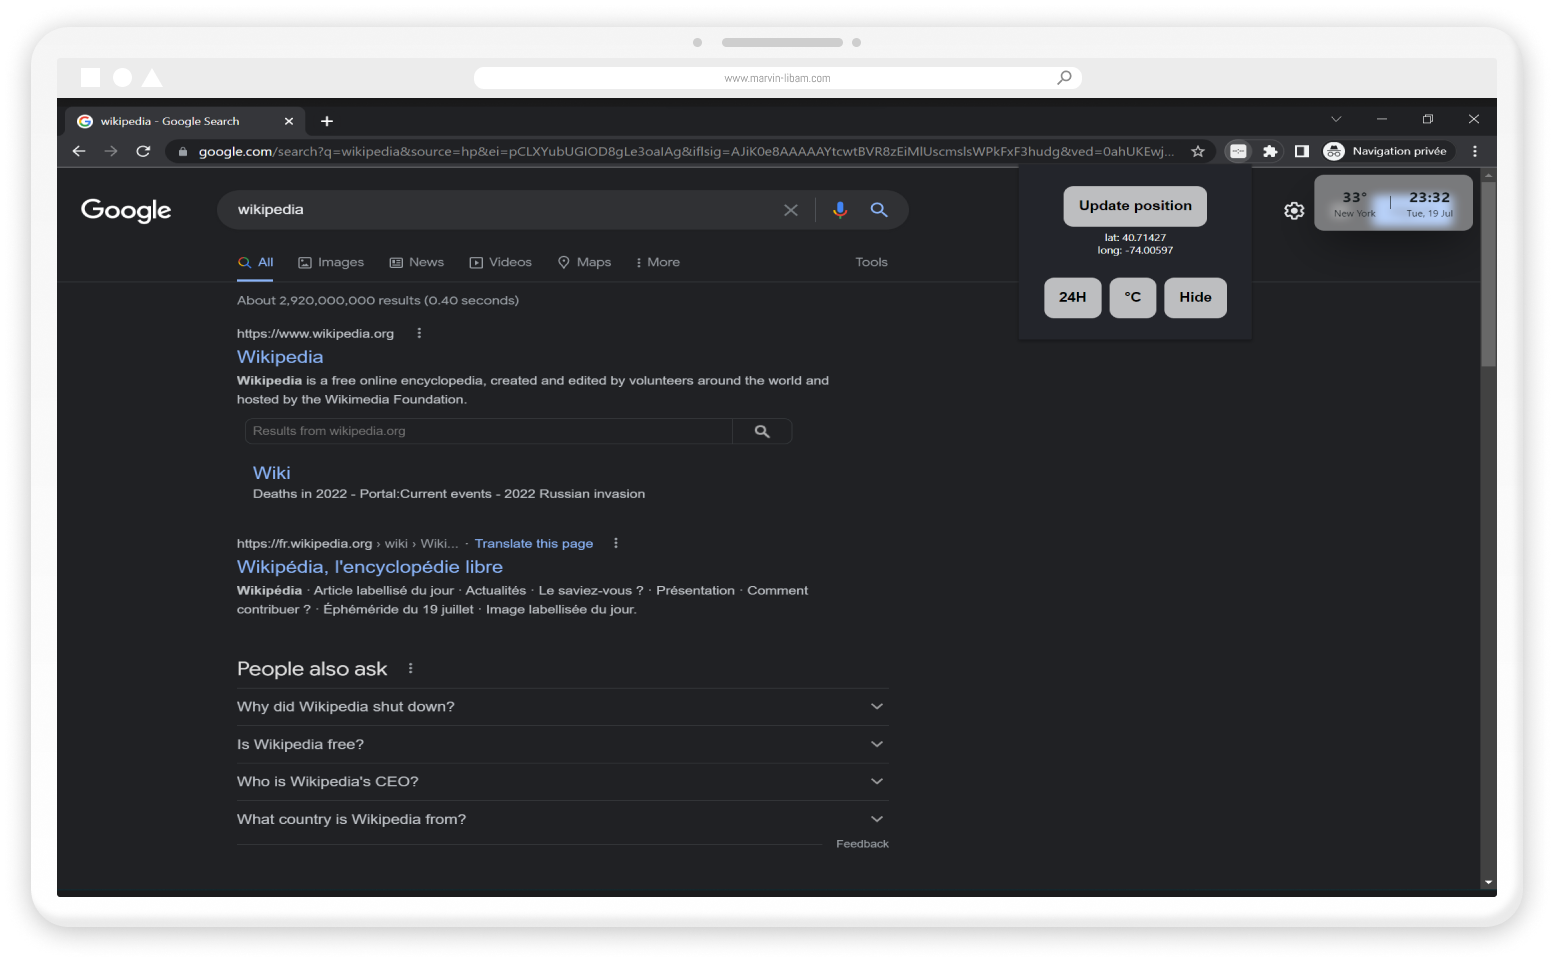 www.marvin-libam.com
wikipedia - Google Search
google.com/search?q=wikipedia&source=hp&ei=pCLXYubUGIOD8gLe3oaIAg&iflsig=AJiK0e8AAAAAYtcwtBVR8zEiMlUscmslsWPkFxF3hudg&ved=0ahUKEwj...
Navigation privée
Google
wikipedia
Update position
lat: 40.71427
long: -74.00597
24H °C Hide
33° 23:32
New York Tue, 19 Jul
All Images News Videos Maps More Tools
About 2,920,000,000 results (0.40 seconds)
https://www.wikipedia.org
Wikipedia
Wikipedia is a free online encyclopedia, created and edited by volunteers around the world and
hosted by the Wikimedia Foundation.
Results from wikipedia.org
Wiki
Deaths in 2022 - Portal:Current events - 2022 Russian invasion
https://fr.wikipedia.org › wiki › Wiki... · Translate this page
Wikipédia, l'encyclopédie libre
Wikipédia · Article labellisé du jour · Actualités · Le saviez-vous ? · Présentation · Comment
contribuer ? · Éphéméride du 19 juillet · Image labellisée du jour.
People also ask
Why did Wikipedia shut down?
Is Wikipedia free?
Who is Wikipedia's CEO?
What country is Wikipedia from?
Feedback